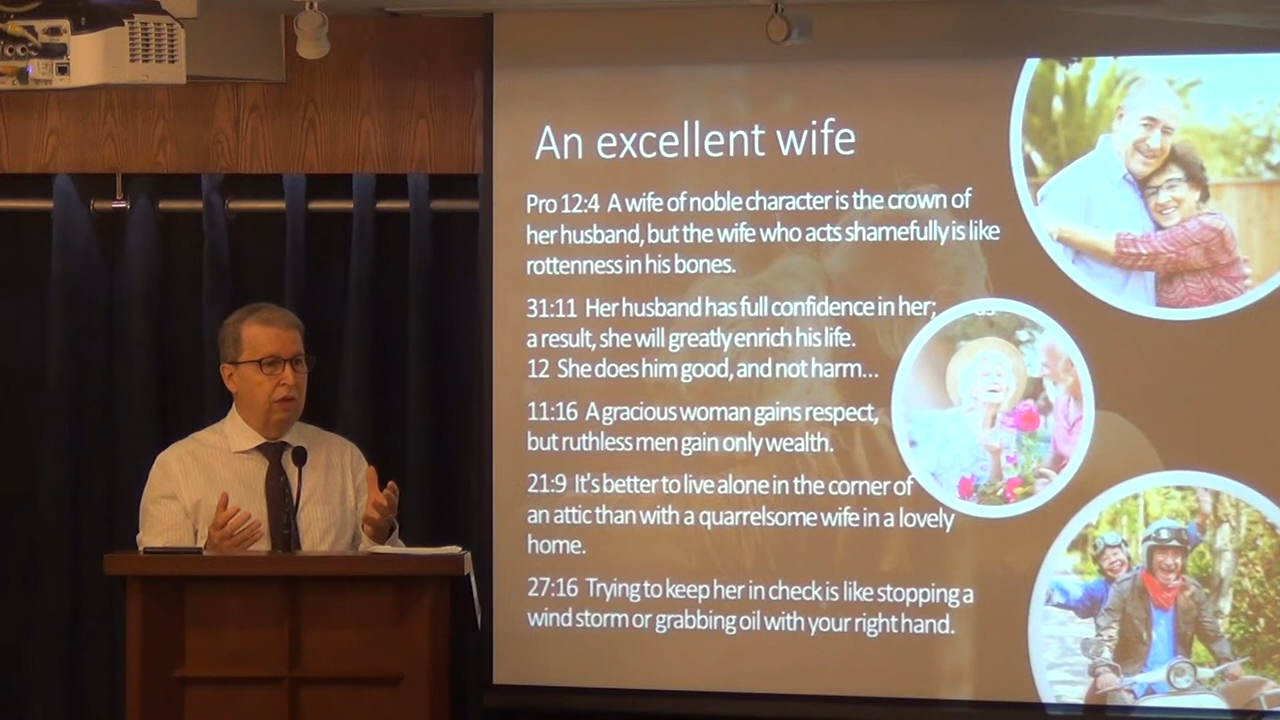 An excellent wife
Pro 12:4 A wife of noble character is the crown of
her husband, but the wife who acts shamefully is like
rottenness in his bones.
31:11 Her husband has full confidence in her; as
a result, she will greatly enrich his life.
12 She does him good, and not harm...
11:16 A gracious woman gains respect,
but ruthless men gain only wealth.
21:9 It's better to live alone in the corner of
an attic than with a quarrelsome wife in a lovely
home.
27:16 Trying to keep her in check is like stopping a
wind storm or grabbing oil with your right hand.